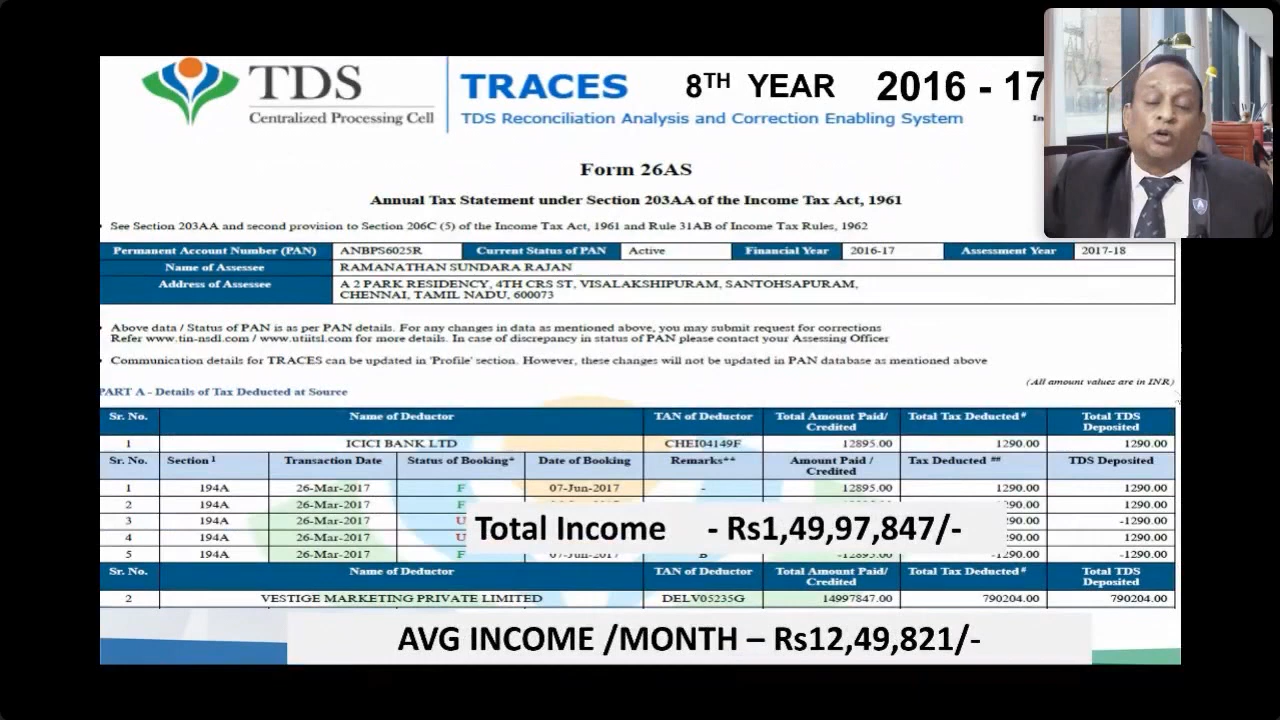 TDS
Centralized Processing Cell
TRACES
8TH YEAR 2016 - 17
TDS Reconciliation Analysis and Correction Enabling System
Form 26AS
Annual Tax Statement under Section 203AA of the Income Tax Act, 1961
See Section 203AA and second provision to Section 206C (5) of the Income Tax Act, 1961 and Rule 31AB of Income Tax Rules, 1962
Permanent Account Number (PAN) ANBPS6025R Current Status of PAN Active Financial Year 2016-17 Assessment Year 2017-18
Name of Assessee RAMANATHAN SUNDARA RAJAN
Address of Assessee A 2 PARK RESIDENCY, 4TH CRS ST, VISALAKSHIPURAM, SANTOHSAPURAM,
CHENNAI, TAMIL NADU, 600073
Above data / Status of PAN is as per PAN details. For any changes in data as mentioned above, you may submit request for corrections
Refer www.tin-nsdl.com / www.utiitsl.com for more details. In case of discrepancy in status of PAN please contact your Assessing Officer
Communication details for TRACES can be updated in 'Profile' section. However, these changes will not be updated in PAN database as mentioned above
(All amount values are in INR)
PART A - Details of Tax Deducted at Source
Sr. No. Name of Deductor TAN of Deductor Total Amount Paid/ Total Tax Deducted# Total TDS
Credited Deposited
1 ICICI BANK LTD CHEI04149F 12895.00 1290.00 1290.00
Sr. No. Section1 Transaction Date Status of Booking* Date of Booking Remarks** Amount Paid / Tax Deducted ## TDS Deposited
Credited
1 194A 26-Mar-2017 F 07-Jun-2017 - 12895.00 1290.00 1290.00
2 194A 26-Mar-2017 F 1290.00 1290.00
3 194A 26-Mar-2017 U 1290.00 -1290.00
4 194A 26-Mar-2017 U 1290.00 1290.00
5 194A 26-Mar-2017 F 07-Jun-2017 B -12895.00 -1290.00 -1290.00
Total Income - Rs1,49,97,847/-
Sr. No. Name of Deductor TAN of Deductor Total Amount Paid/ Total Tax Deducted# Total TDS
Credited Deposited
2 VESTIGE MARKETING PRIVATE LIMITED DELV05235G 14997847.00 790204.00 790204.00
AVG INCOME /MONTH – Rs12,49,821/-